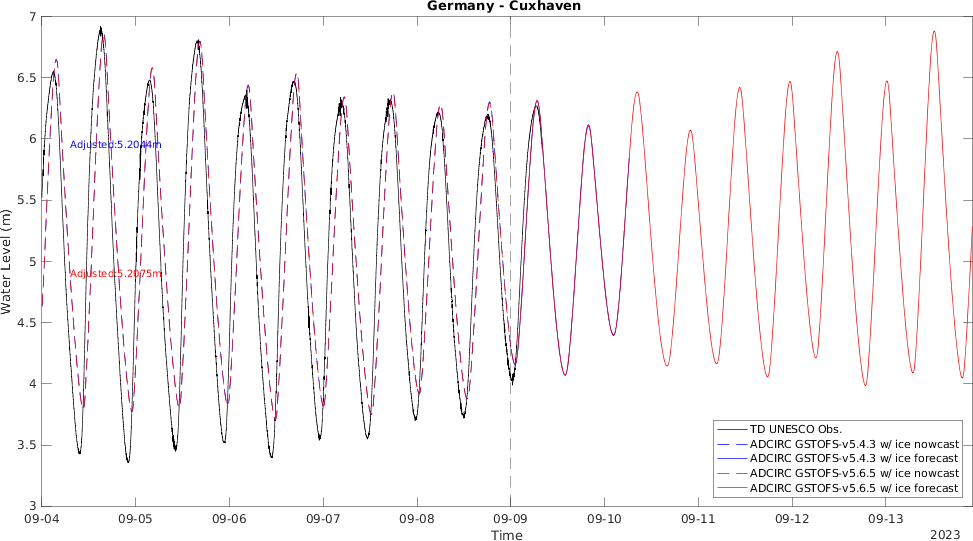 Germany - Cuxhaven
7
6.5
6
5.5
5
4.5
4
3.5
3
Water Level (m)
Adjusted:5.2044m
Adjusted:5.2075m
TD UNESCO Obs.
ADCIRC GSTOFS-v5.4.3 w/ ice nowcast
ADCIRC GSTOFS-v5.4.3 w/ ice forecast
ADCIRC GSTOFS-v5.6.5 w/ ice nowcast
ADCIRC GSTOFS-v5.6.5 w/ ice forecast
09-04 09-05 09-06 09-07 09-08 09-09 09-10 09-11 09-12 09-13
Time
2023